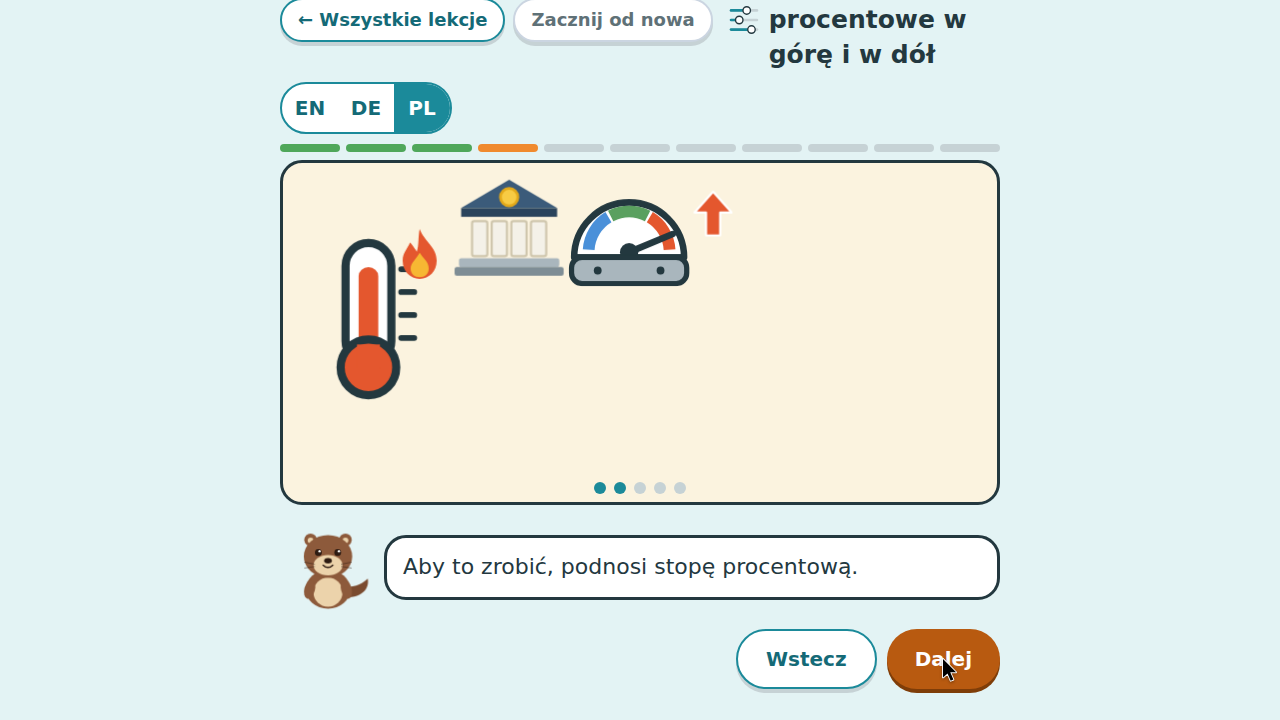 ← Wszystkie lekcje
Zacznij od nowa
procentowe w
górę i w dół
EN DE PL
Aby to zrobić, podnosi stopę procentową.
Wstecz
Dalej